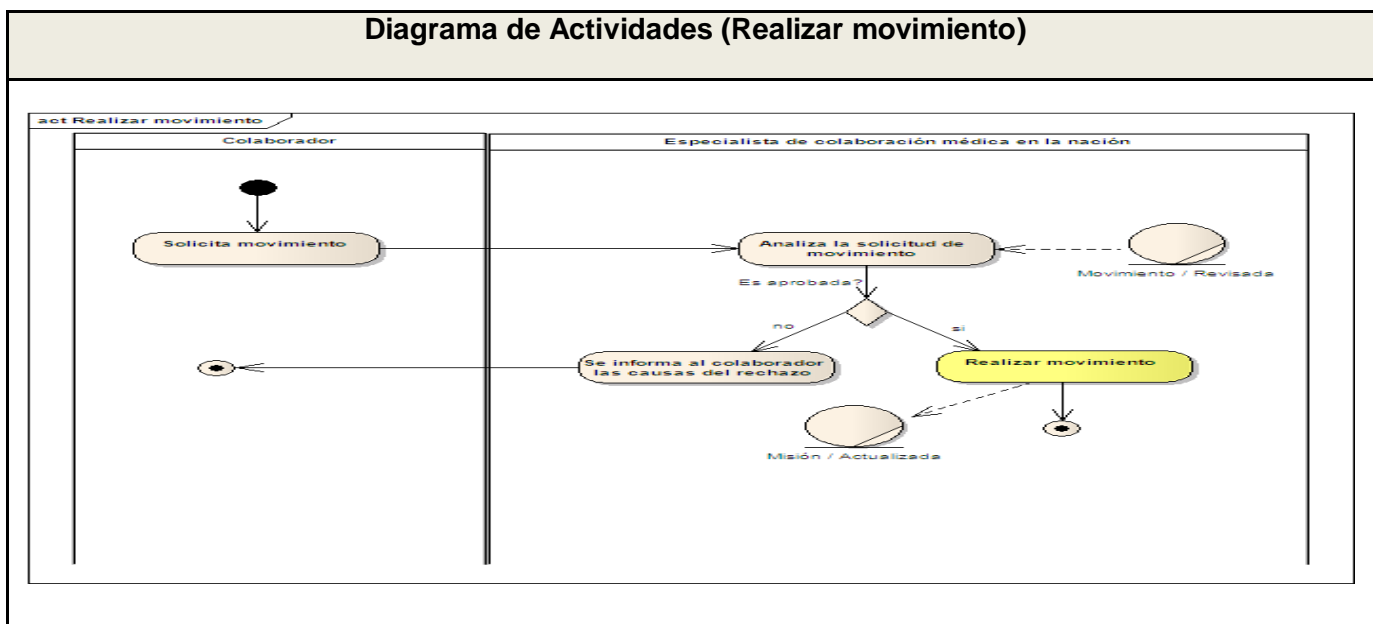 Diagrama de Actividades (Realizar movimiento)
act Realizar movimiento
Colaborador
Especialista de colaboración médica en la nación
Solicita movimiento
Analiza la solicitud de
movimiento
Movimiento / Revisada
Es aprobada?
no
si
Se informa al colaborador
las causas del rechazo
Realizar movimiento
Misión / Actualizada